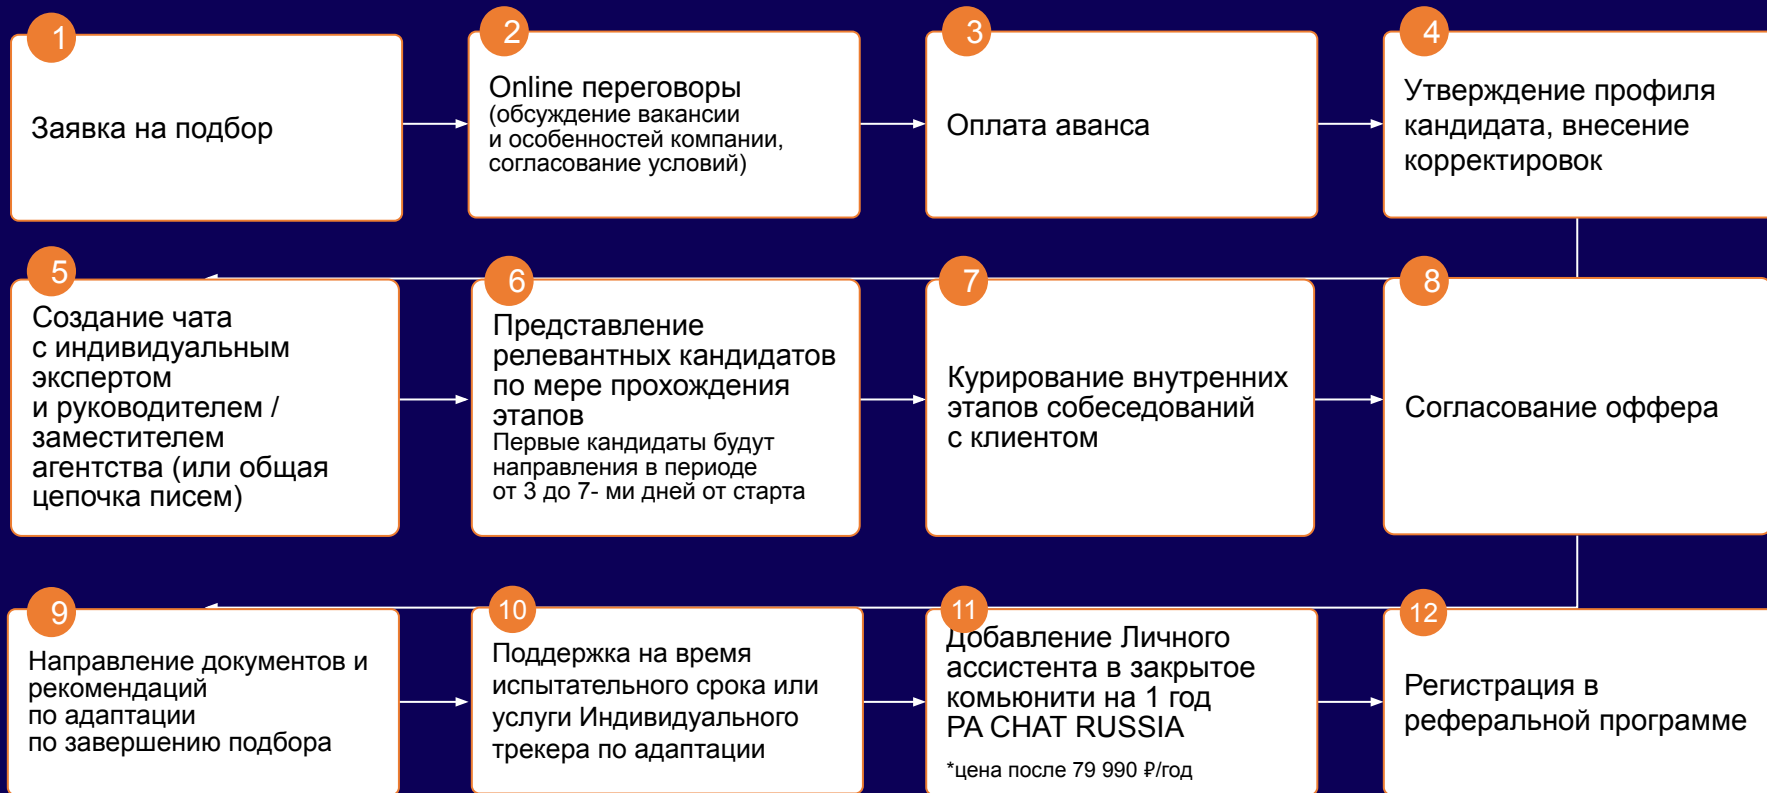 1
Заявка на подбор
2
Online переговоры
(обсуждение вакансии
и особенностей компании,
согласование условий)
3
Оплата аванса
4
Утверждение профиля
кандидата, внесение
корректировок
5
Создание чата
с индивидуальным
экспертом
и руководителем /
заместителем
агентства (или общая
цепочка писем)
6
Представление
релевантных кандидатов
по мере прохождения
этапов
Первые кандидаты будут
направления в периоде
от 3 до 7- ми дней от старта
7
Курирование внутренних
этапов собеседований
с клиентом
8
Согласование оффера
9
Направление документов и
рекомендаций
по адаптации
по завершению подбора
10
Поддержка на время
испытательного срока или
услуги Индивидуального
трекера по адаптации
11
Добавление Личного
ассистента в закрытое
комьюнити на 1 год
PA CHAT RUSSIA
*цена после 79 990 ₽/год
12
Регистрация в
реферальной программе